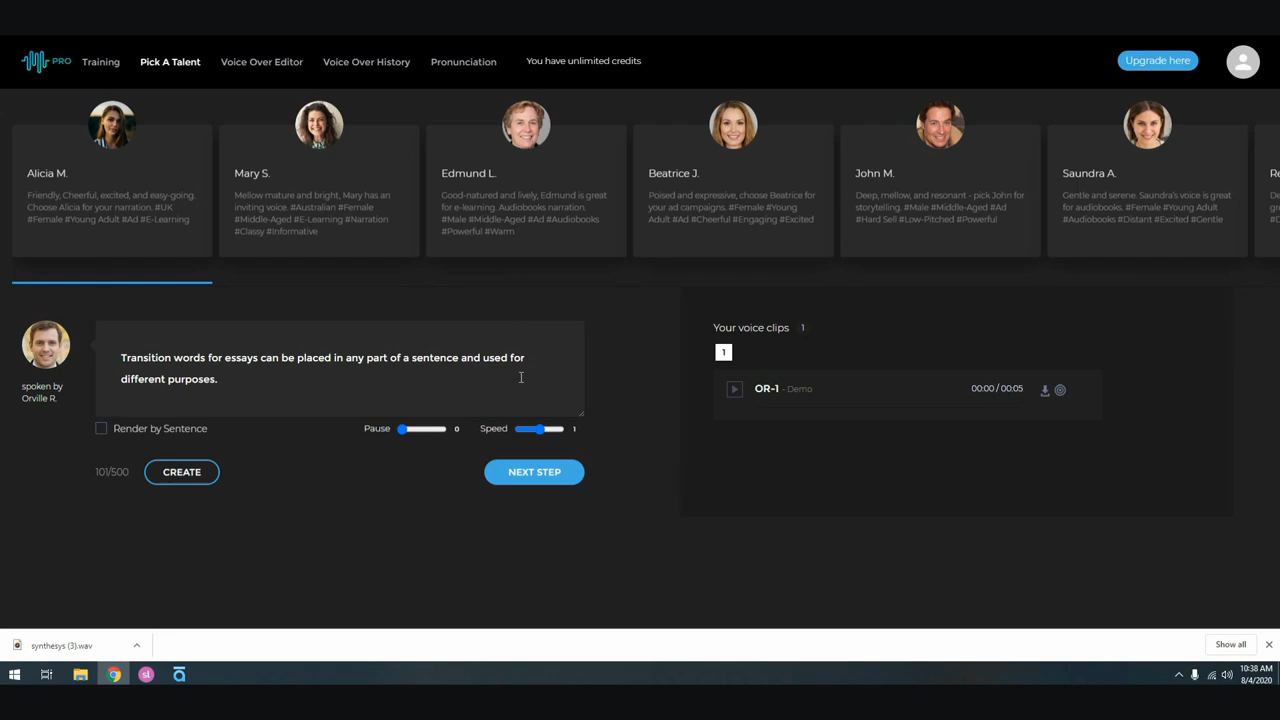 PRO Training Pick A Talent Voice Over Editor Voice Over History Pronunciation You have unlimited credits Upgrade here
Alicia M.
Friendly, Cheerful, excited, and easy-going.
Choose Alicia for your narration. #UK
#Female #Young Adult #Ad #E-Learning
Mary S.
Mellow mature and bright, Mary has an
inviting voice. #Australian #Female
#Middle-Aged #E-Learning #Narration
#Classy #Informative
Edmund L.
Good-natured and lively, Edmund is great
for e-learning. Audiobooks narration.
#Male #Middle-Aged #Ad #Audiobooks
#Powerful #Warm
Beatrice J.
Poised and expressive, choose Beatrice for
your ad campaigns. #Female #Young
Adult #Ad #Cheerful #Engaging #Excited
John M.
Deep, mellow, and resonant - pick John for
storytelling. #Male #Middle-Aged #Ad
#Hard Sell #Low-Pitched #Powerful
Saundra A.
Gentle and serene. Saundra's voice is great
for audiobooks. #Female #Young Adult
#Audiobooks #Distant #Excited #Gentle
spoken by
Orville R.
Transition words for essays can be placed in any part of a sentence and used for
different purposes.
Render by Sentence
Pause 0 Speed 1
101/500 CREATE NEXT STEP
Your voice clips 1
1
OR-1 - Demo 00:00 / 00:05
synthesys (3).wav
Show all
10:38 AM
8/4/2020